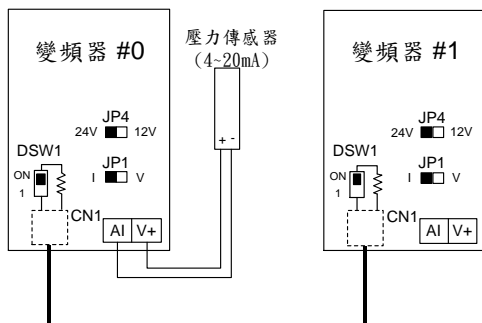 變頻器 #0
JP4
24V 12V
DSW1
JP1
ON
1
I V
CN1
AI V+
壓力傳感器
(4~20mA)
+ -
變頻器 #1
JP4
24V 12V
DSW1
JP1
ON
1
I V
CN1
AI V+